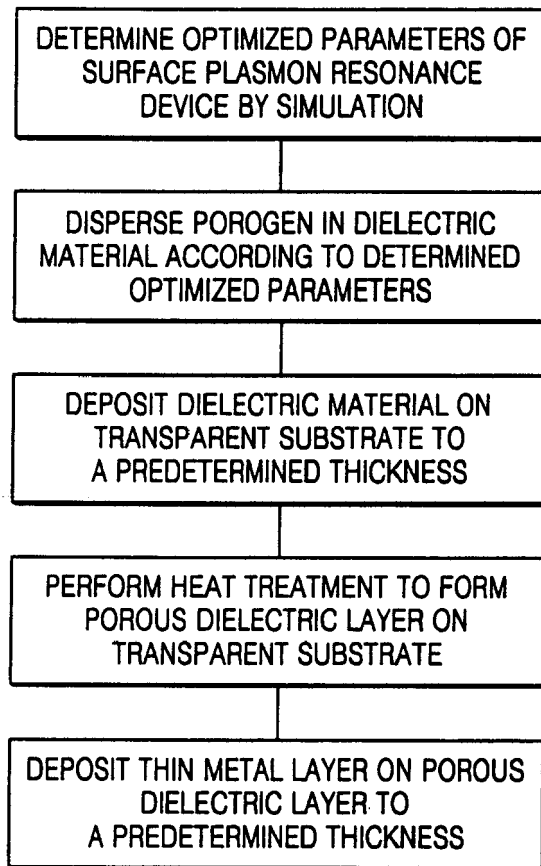 DETERMINE OPTIMIZED PARAMETERS OF
SURFACE PLASMON RESONANCE
DEVICE BY SIMULATION
DISPERSE POROGEN IN DIELECTRIC
MATERIAL ACCORDING TO DETERMINED
OPTIMIZED PARAMETERS
DEPOSIT DIELECTRIC MATERIAL ON
TRANSPARENT SUBSTRATE TO
A PREDETERMINED THICKNESS
PERFORM HEAT TREATMENT TO FORM
POROUS DIELECTRIC LAYER ON
TRANSPARENT SUBSTRATE
DEPOSIT THIN METAL LAYER ON POROUS
DIELECTRIC LAYER TO
A PREDETERMINED THICKNESS